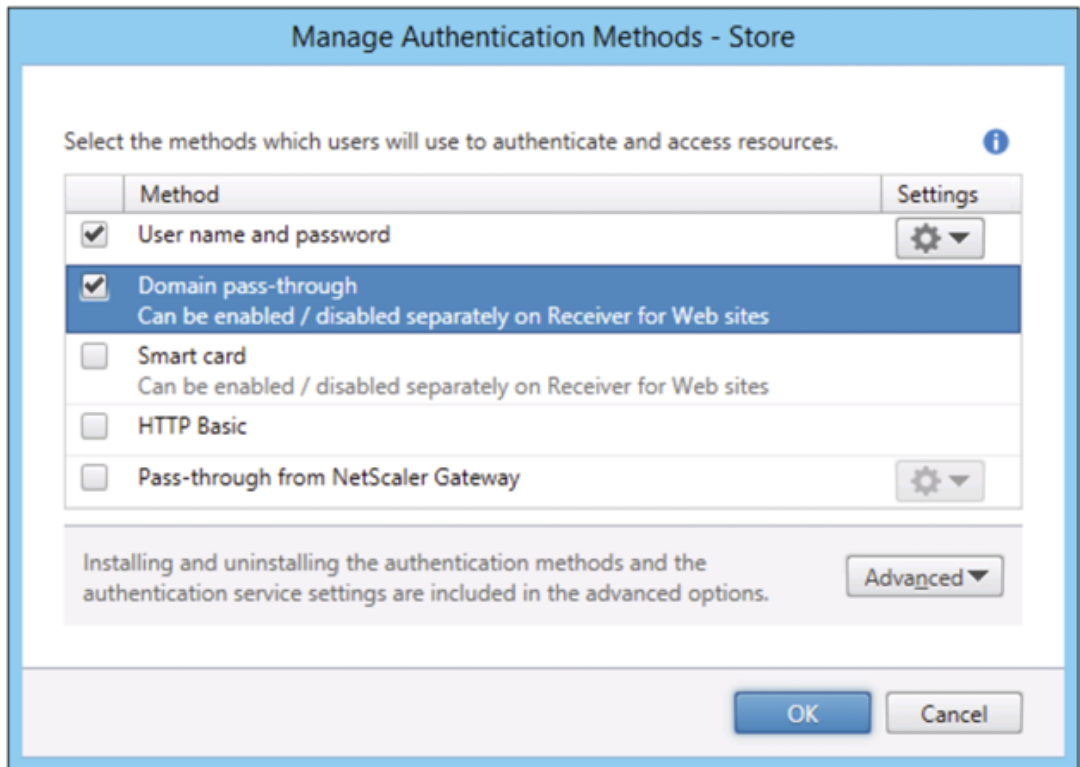 Manage Authentication Methods - Store
Select the methods which users will use to authenticate and access resources.
Method Settings
User name and password
Domain pass-through
Can be enabled / disabled separately on Receiver for Web sites
Smart card
Can be enabled / disabled separately on Receiver for Web sites
HTTP Basic
Pass-through from NetScaler Gateway
Installing and uninstalling the authentication methods and the
authentication service settings are included in the advanced options.
Advanced
OK Cancel